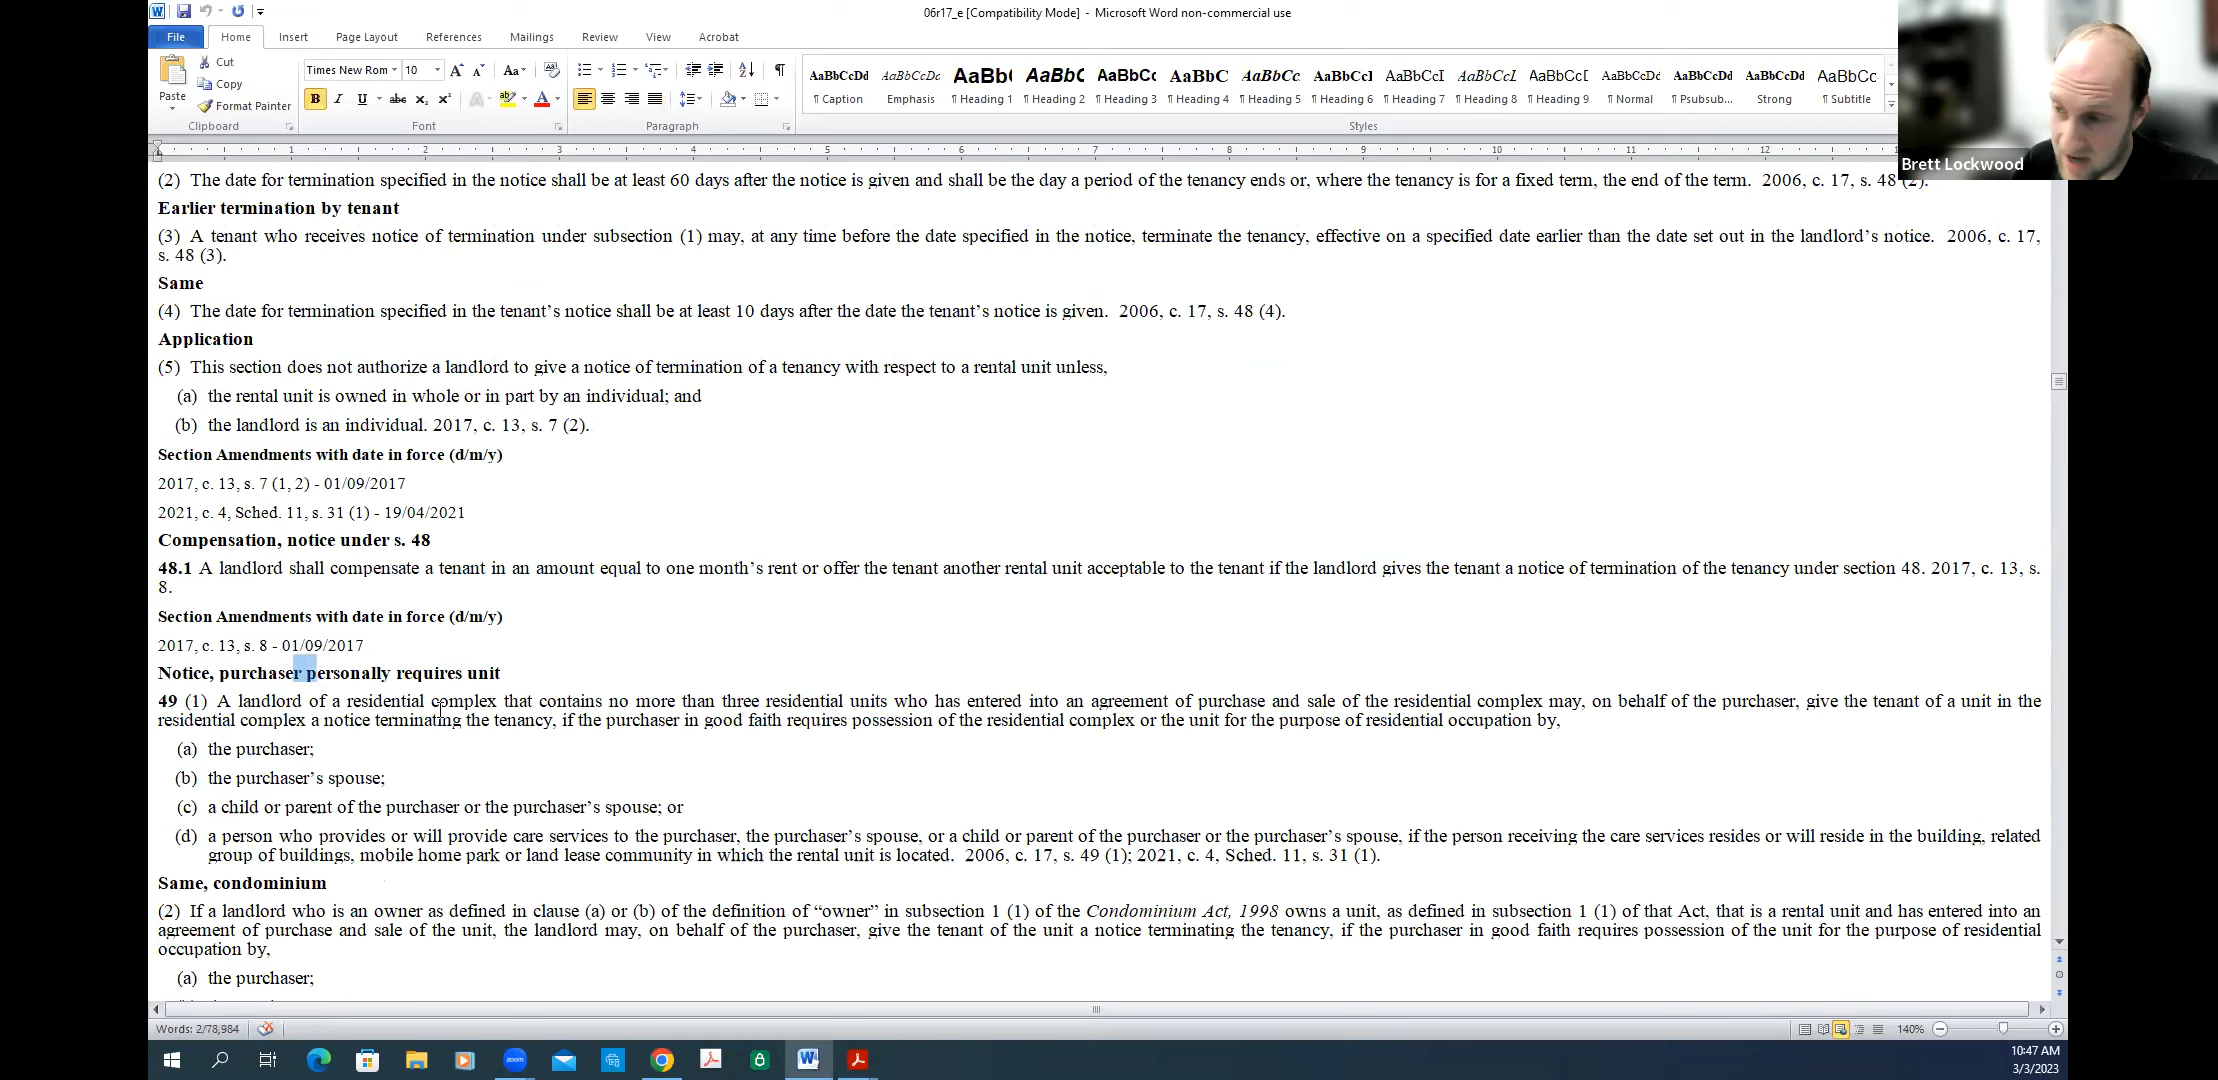 06r17_e [Compatibility Mode] - Microsoft Word non-commercial use
File Home Insert Page Layout References Mailings Review View Acrobat
Paste
Cut
Copy
Format Painter
Clipboard
Times New Rom 10
Font
Paragraph
AaBbCcDd AaBbCcDc AaBb( AaBbC AaBbCc AaBbC AaBbCc AaBbCcI AaBbCcI AaBbCcI AaBbCcI AaBbCcDd AaBbCcDd AaBbCcDd AaBbCc
¶ Caption Emphasis ¶ Heading 1 ¶ Heading 2 ¶ Heading 3 ¶ Heading 4 ¶ Heading 5 ¶ Heading 6 ¶ Heading 7 ¶ Heading 8 ¶ Heading 9 ¶ Normal ¶ Psubsub... Strong ¶ Subtitle
Styles
1 2 3 4 5 6 7 8 9 10 11 12
Brett Lockwood
(2) The date for termination specified in the notice shall be at least 60 days after the notice is given and shall be the day a period of the tenancy ends or, where the tenancy is for a fixed term, the end of the term. 2006, c. 17, s. 48 (2).
Earlier termination by tenant
(3) A tenant who receives notice of termination under subsection (1) may, at any time before the date specified in the notice, terminate the tenancy, effective on a specified date earlier than the date set out in the landlord’s notice. 2006, c. 17,
s. 48 (3).
Same
(4) The date for termination specified in the tenant’s notice shall be at least 10 days after the date the tenant’s notice is given. 2006, c. 17, s. 48 (4).
Application
(5) This section does not authorize a landlord to give a notice of termination of a tenancy with respect to a rental unit unless,
(a) the rental unit is owned in whole or in part by an individual; and
(b) the landlord is an individual. 2017, c. 13, s. 7 (2).
Section Amendments with date in force (d/m/y)
2017, c. 13, s. 7 (1, 2) - 01/09/2017
2021, c. 4, Sched. 11, s. 31 (1) - 19/04/2021
Compensation, notice under s. 48
48.1 A landlord shall compensate a tenant in an amount equal to one month’s rent or offer the tenant another rental unit acceptable to the tenant if the landlord gives the tenant a notice of termination of the tenancy under section 48. 2017, c. 13, s.
8.
Section Amendments with date in force (d/m/y)
2017, c. 13, s. 8 - 01/09/2017
Notice, purchaser personally requires unit
49 (1) A landlord of a residential complex that contains no more than three residential units who has entered into an agreement of purchase and sale of the residential complex may, on behalf of the purchaser, give the tenant of a unit in the
residential complex a notice terminating the tenancy, if the purchaser in good faith requires possession of the residential complex or the unit for the purpose of residential occupation by,
(a) the purchaser;
(b) the purchaser’s spouse;
(c) a child or parent of the purchaser or the purchaser’s spouse; or
(d) a person who provides or will provide care services to the purchaser, the purchaser’s spouse, or a child or parent of the purchaser or the purchaser’s spouse, if the person receiving the care services resides or will reside in the building, related
group of buildings, mobile home park or land lease community in which the rental unit is located. 2006, c. 17, s. 49 (1); 2021, c. 4, Sched. 11, s. 31 (1).
Same, condominium
(2) If a landlord who is an owner as defined in clause (a) or (b) of the definition of “owner” in subsection 1 (1) of the Condominium Act, 1998 owns a unit, as defined in subsection 1 (1) of that Act, that is a rental unit and has entered into an
agreement of purchase and sale of the unit, the landlord may, on behalf of the purchaser, give the tenant of the unit a notice terminating the tenancy, if the purchaser in good faith requires possession of the unit for the purpose of residential
occupation by,
(a) the purchaser;
Words: 2/78,984
140%
zoom
10:47 AM
3/3/2023